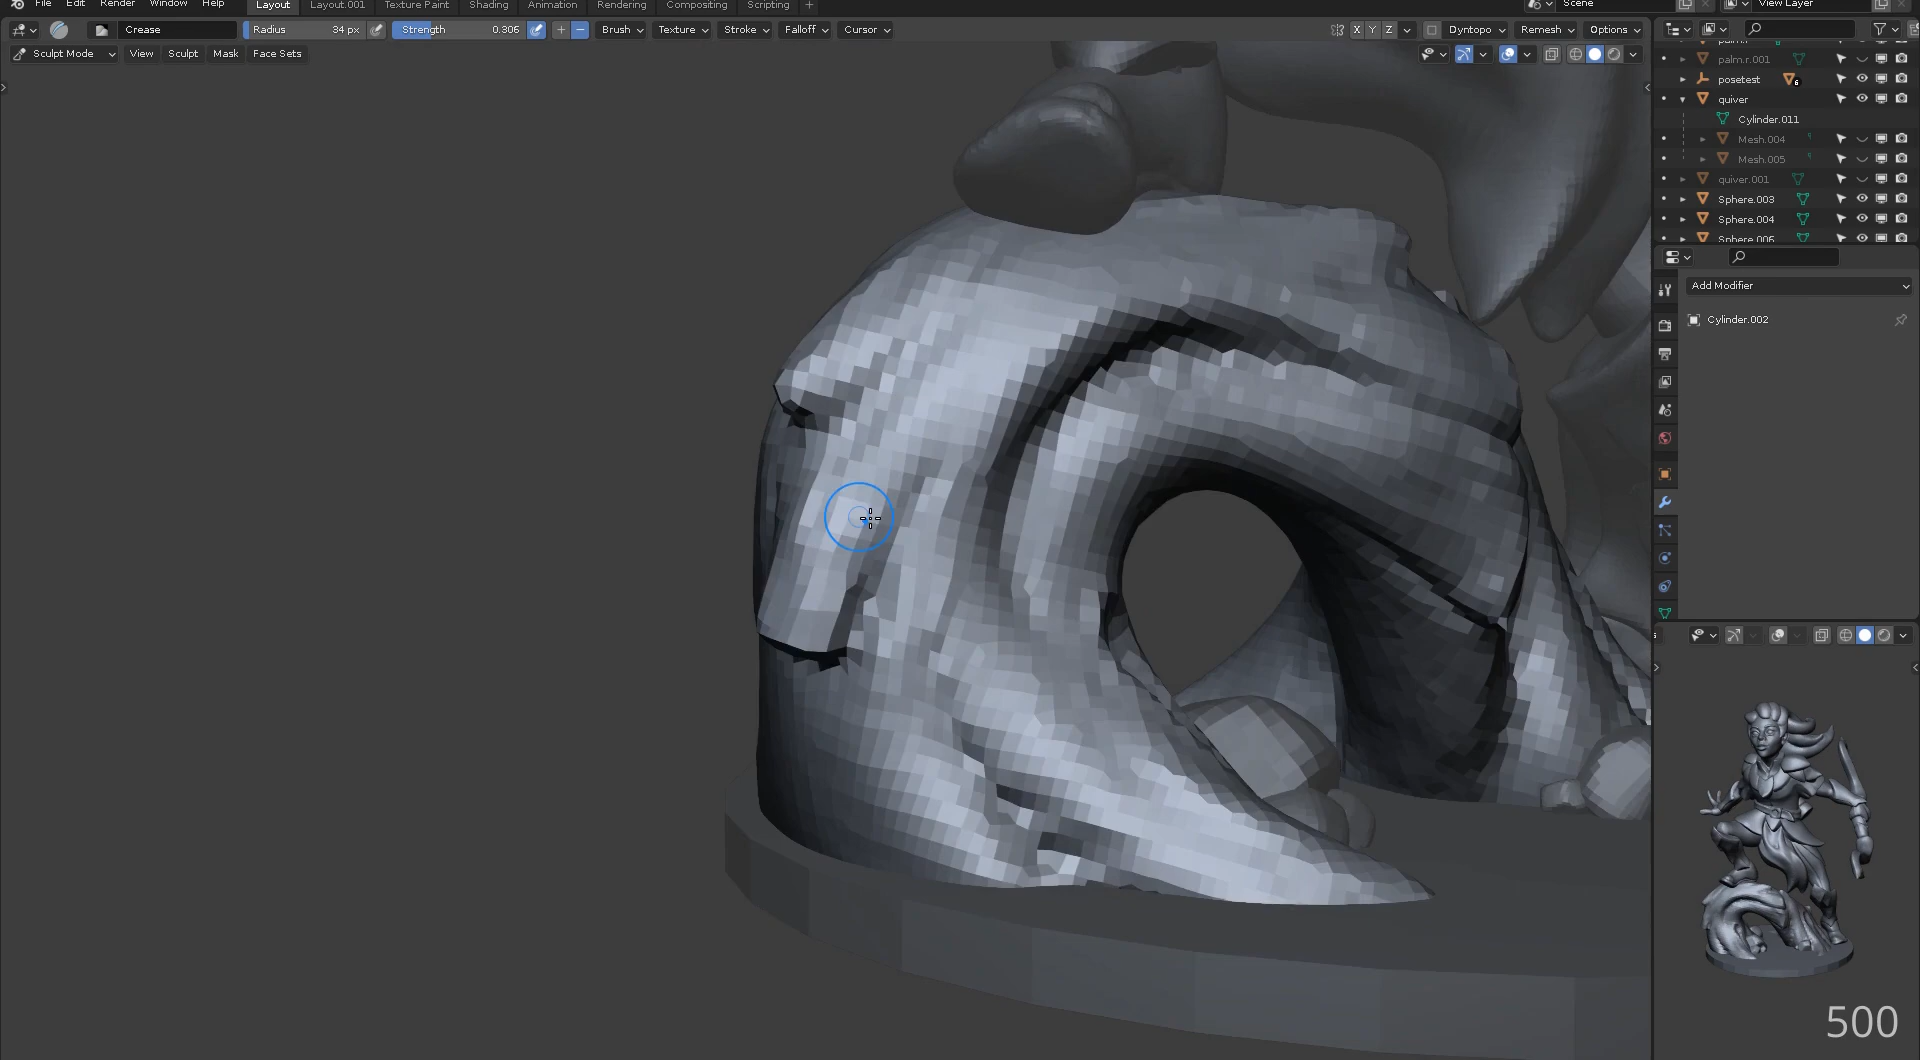 File Edit Render Window Help Layout Layout.001 Texture Paint Shading Animation Rendering Compositing Scripting + Scene View Layer
Crease Radius 34 px Strength 0.306 + − Brush Texture Stroke Falloff Cursor X Y Z Dyntopo Remesh Options
Sculpt Mode View Sculpt Mask Face Sets
palm.r
palm.r.001
posetest 6
quiver
Cylinder.011
Mesh.004
Mesh.005
quiver.001
Sphere.003
Sphere.004
Sphere.006
Add Modifier
Cylinder.002
500